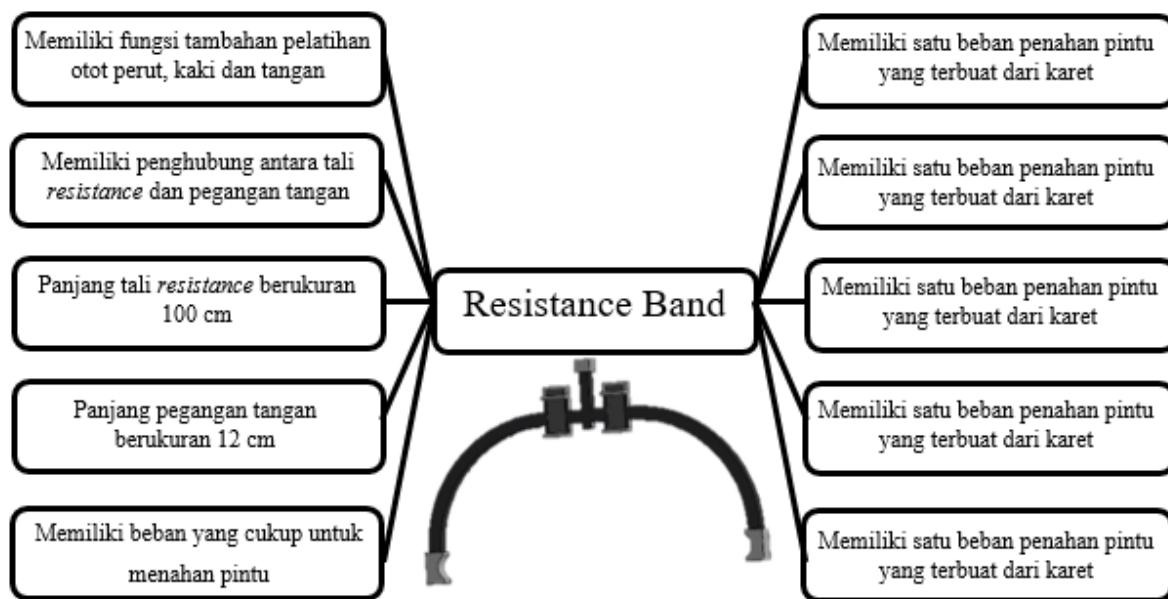 Memiliki fungsi tambahan pelatihan
otot perut, kaki dan tangan
Memiliki penghubung antara tali
resistance dan pegangan tangan
Panjang tali resistance berukuran
100 cm
Panjang pegangan tangan
berukuran 12 cm
Memiliki beban yang cukup untuk
menahan pintu
Resistance Band
Memiliki satu beban penahan pintu
yang terbuat dari karet
Memiliki satu beban penahan pintu
yang terbuat dari karet
Memiliki satu beban penahan pintu
yang terbuat dari karet
Memiliki satu beban penahan pintu
yang terbuat dari karet
Memiliki satu beban penahan pintu
yang terbuat dari karet